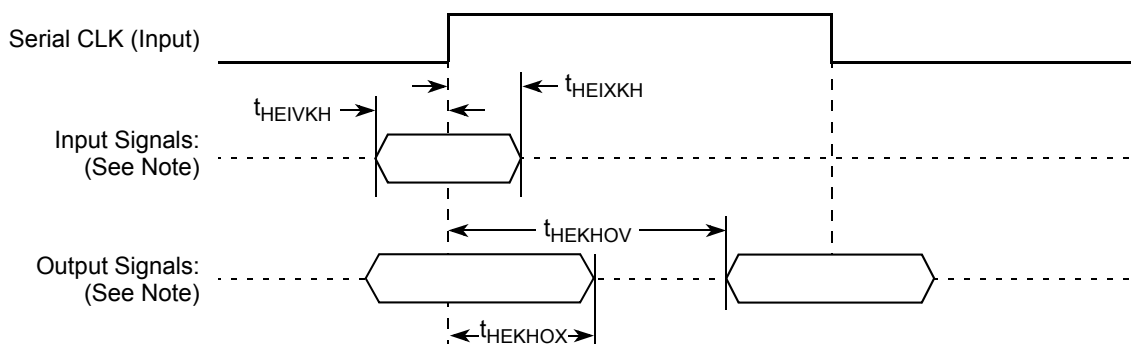 Serial CLK (Input)
tHEIXKH
tHEIVKH
Input Signals:
(See Note)
tHEKHOV
Output Signals:
(See Note)
tHEKHOX